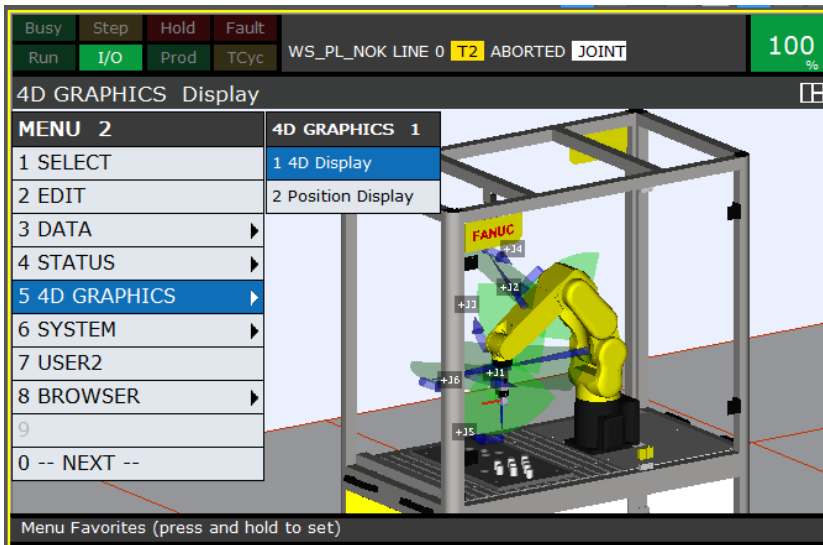 Busy Step Hold Fault
Run I/O Prod TCyc
WS_PL_NOK LINE 0 T2 ABORTED JOINT
100
%
4D GRAPHICS Display
MENU 2
1 SELECT
2 EDIT
3 DATA
4 STATUS
5 4D GRAPHICS
6 SYSTEM
7 USER2
8 BROWSER
9
0 -- NEXT --
4D GRAPHICS 1
1 4D Display
2 Position Display
FANUC
+J4
+J2
+J3
+J1
+J6
+J5
Menu Favorites (press and hold to set)